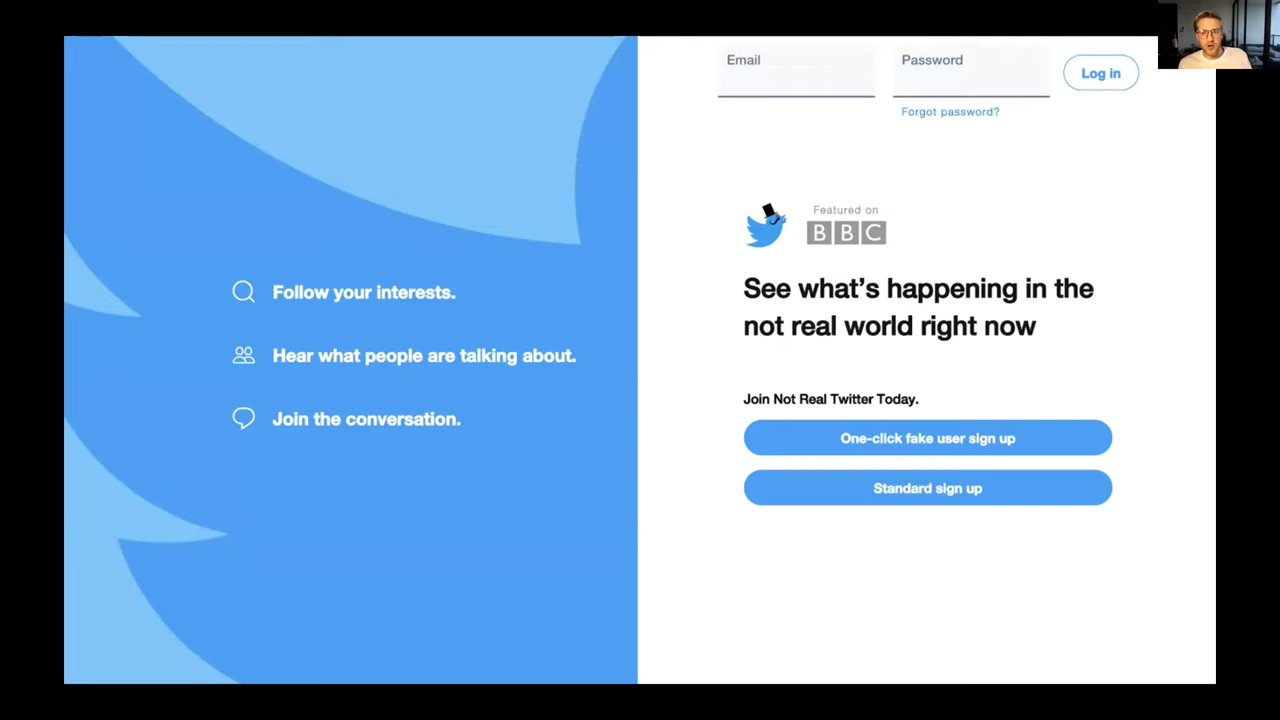 Email
Password
Log in
Forgot password?
Featured on
BBC
See what's happening in the
not real world right now
Join Not Real Twitter Today.
One-click fake user sign up
Standard sign up
Follow your interests.
Hear what people are talking about.
Join the conversation.